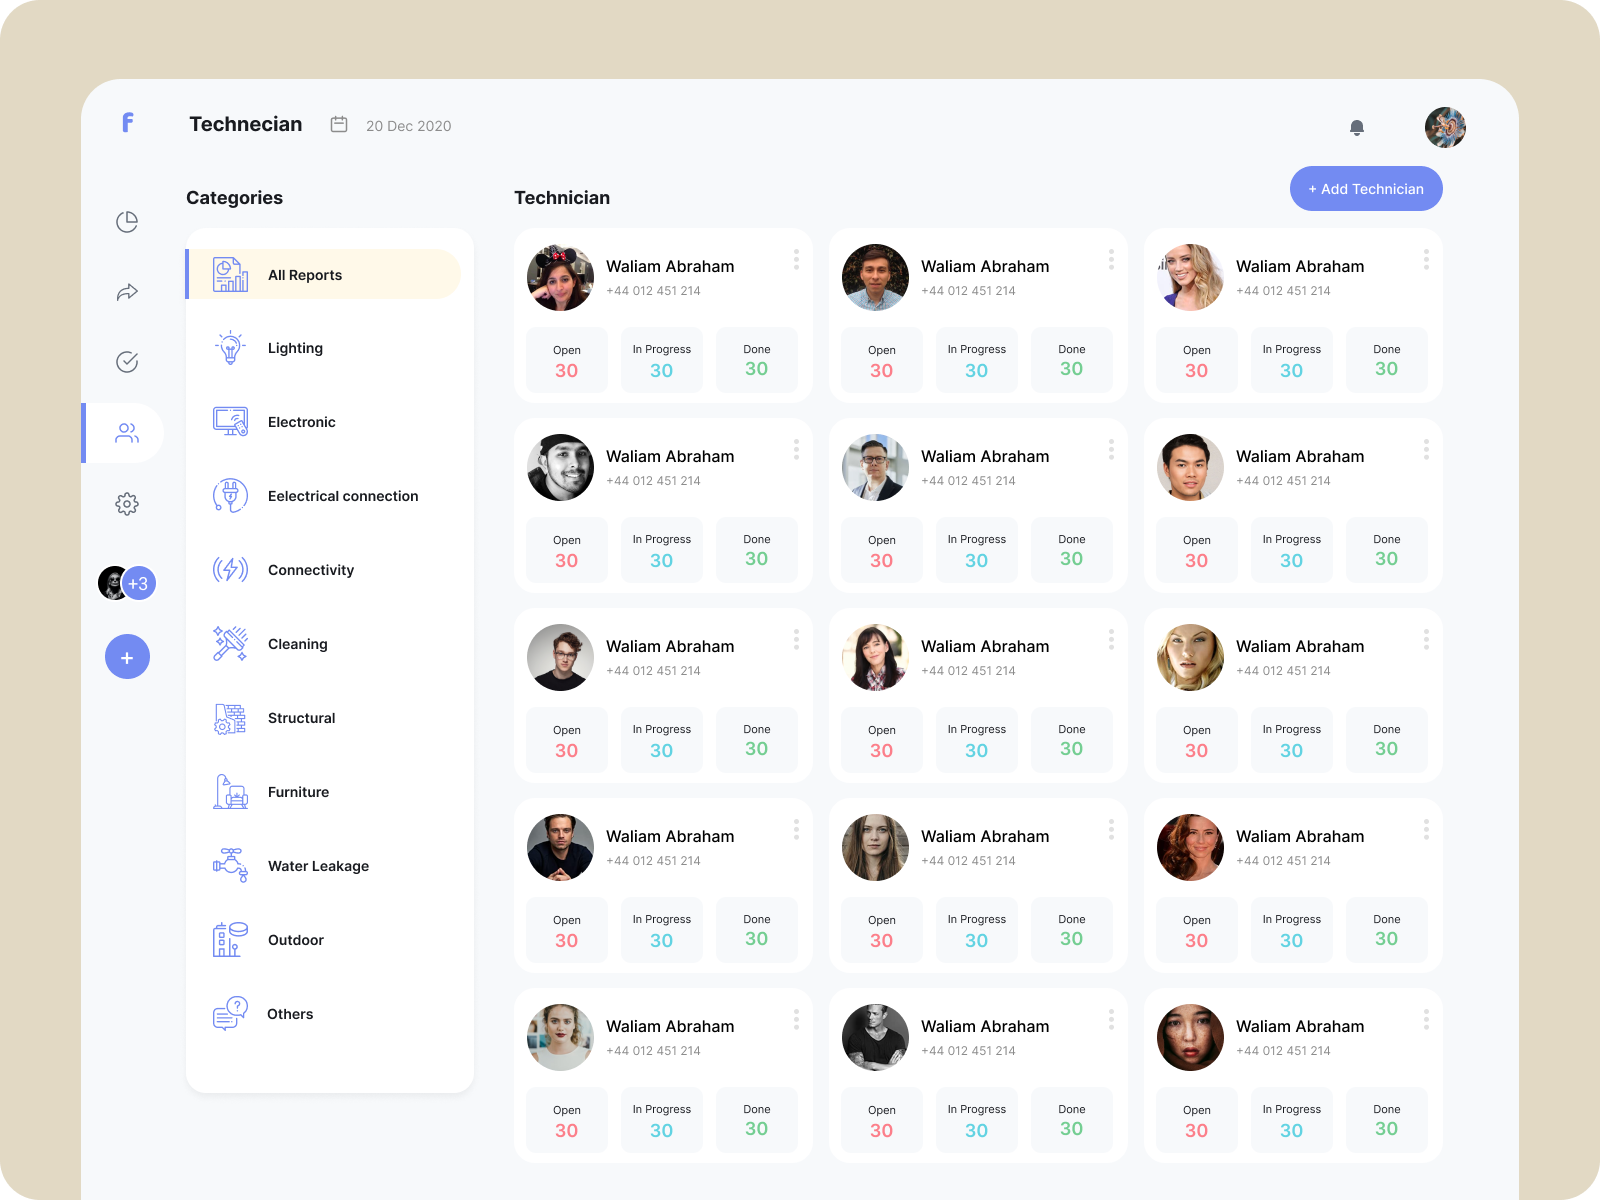 F
Technecian
20 Dec 2020
+ Add Technician
Categories
Technician
All Reports
Lighting
Electronic
Eelectrical connection
Connectivity
Cleaning
Structural
Furniture
Water Leakage
Outdoor
Others
+3
+
Waliam Abraham
+44 012 451 214
Open
30
In Progress
30
Done
30
Waliam Abraham
+44 012 451 214
Open
30
In Progress
30
Done
30
Waliam Abraham
+44 012 451 214
Open
30
In Progress
30
Done
30
Waliam Abraham
+44 012 451 214
Open
30
In Progress
30
Done
30
Waliam Abraham
+44 012 451 214
Open
30
In Progress
30
Done
30
Waliam Abraham
+44 012 451 214
Open
30
In Progress
30
Done
30
Waliam Abraham
+44 012 451 214
Open
30
In Progress
30
Done
30
Waliam Abraham
+44 012 451 214
Open
30
In Progress
30
Done
30
Waliam Abraham
+44 012 451 214
Open
30
In Progress
30
Done
30
Waliam Abraham
+44 012 451 214
Open
30
In Progress
30
Done
30
Waliam Abraham
+44 012 451 214
Open
30
In Progress
30
Done
30
Waliam Abraham
+44 012 451 214
Open
30
In Progress
30
Done
30
Waliam Abraham
+44 012 451 214
Open
30
In Progress
30
Done
30
Waliam Abraham
+44 012 451 214
Open
30
In Progress
30
Done
30
Waliam Abraham
+44 012 451 214
Open
30
In Progress
30
Done
30